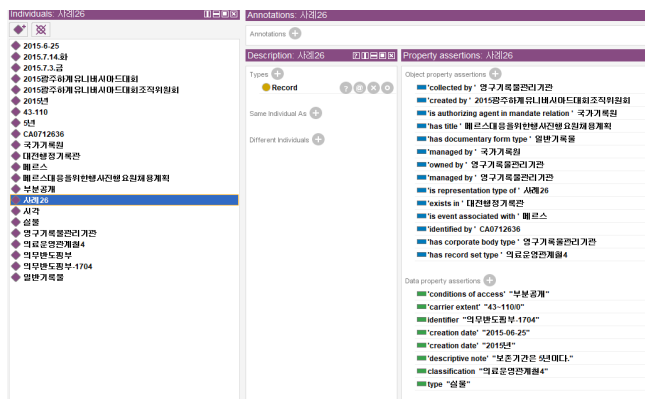 Individuals: 사례26
2015-6-25
2015.7.14.화
2015.7.3.금
2015광주하계유니버시아드대회
2015광주하계유니버시아드대회조직위원회
2015년
43-110
5년
CA0712636
국가기록원
대전행정기록관
메르스
메르스대응을위한행사진행요원채용계획
부분공개
사례26
시각
실물
영구기록물관리기관
의료운영관계철4
의무반도핑부
의무반도핑부-1704
일반기록물
Annotations: 사례26
Annotations
Description: 사례26
Types
Record
Same Individual As
Different Individuals
Property assertions: 사례26
Object property assertions
'collected by ' 영구기록물관리기관
'created by ' 2015광주하계유니버시아드대회조직위원회
'is authorizing agent in mandate relation ' 국가기록원
'has title ' 메르스대응을위한행사진행요원채용계획
'has documentary form type ' 일반기록물
'managed by ' 국가기록원
'owned by ' 영구기록물관리기관
'managed by ' 영구기록물관리기관
'is representation type of ' 사례26
'exists in ' 대전행정기록관
'is event associated with ' 메르스
'identified by ' CA0712636
'has corporate body type ' 영구기록물관리기관
'has record set type ' 의료운영관계철4
Data property assertions
'conditions of access' "부분공개"
'carrier extent' "43~110/0"
identifier "의무반도핑부-1704"
'creation date' "2015-06-25"
'creation date' "2015년"
'descriptive note' "보존기간은 5년이다."
classification "의료운영관계철4"
type "실물"